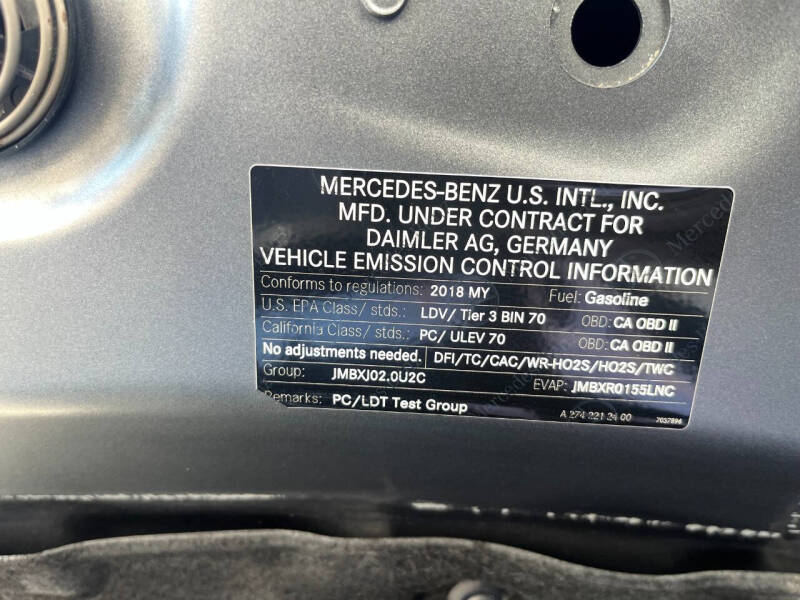 MERCEDES-BENZ U.S. INTL., INC.
MFD. UNDER CONTRACT FOR
DAIMLER AG, GERMANY
VEHICLE EMISSION CONTROL INFORMATION
Conforms to regulations: 2018 MY Fuel: Gasoline
U.S. EPA Class/ stds.: LDV/ Tier 3 BIN 70 OBD: CA OBD II
California Class/ stds.: PC/ ULEV 70 OBD: CA OBD II
No adjustments needed. DFI/TC/CAC/WR-HO2S/HO2S/TWC
Group: JMBXJ02.0U2C EVAP: JMBXR0155LNC
Remarks: PC/LDT Test Group A 274 221 24 00 7057894